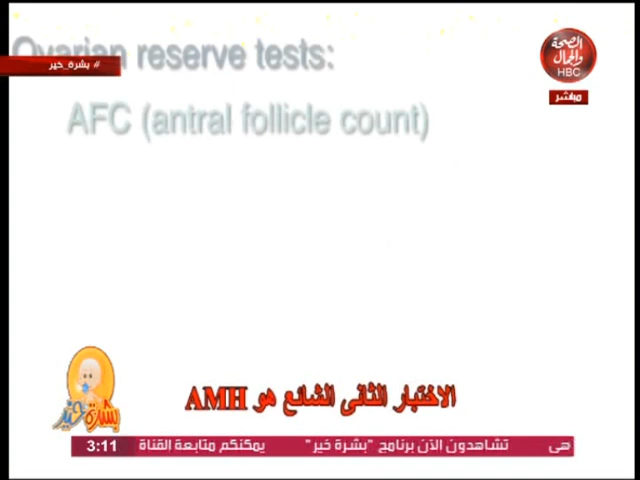 Ovarian reserve tests:
# بشرة_خير
الصحة
والجمال
HBC
مباشر
AFC (antral follicle count)
الاختبار الثانى الشائع هو AMH
بشرة خير
هى تشاهدون الآن برنامج "بشرة خير" يمكنكم متابعة القناة
3:11